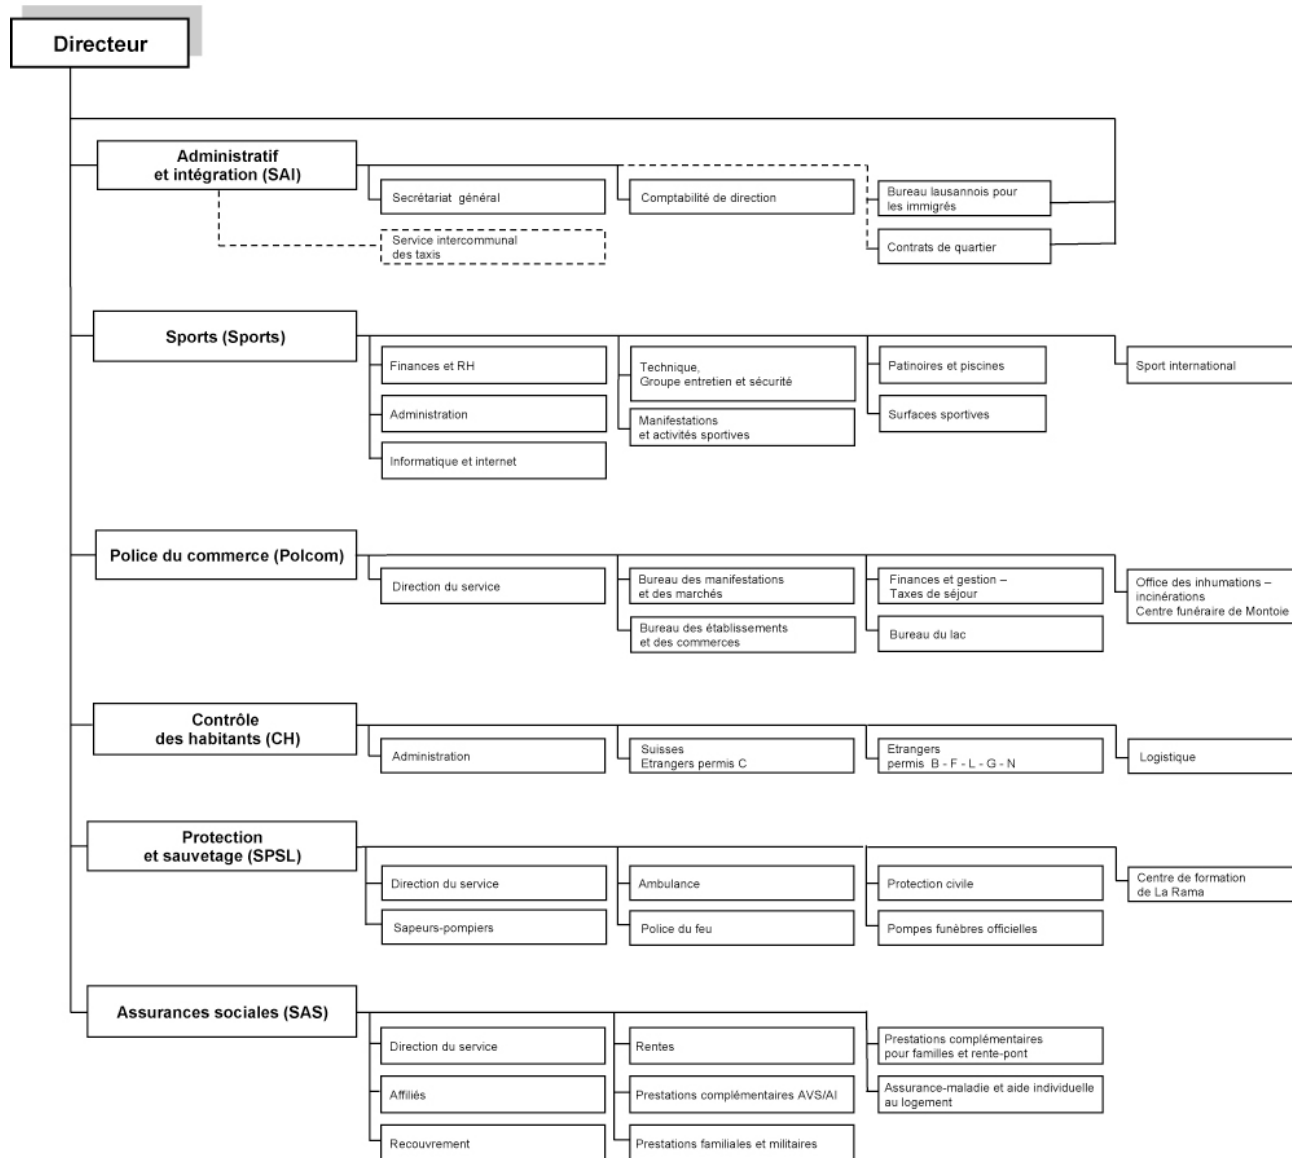 Directeur
Administratif
et intégration (SAI)
Secrétariat général
Comptabilité de direction
Bureau lausannois pour
les immigrés
Service intercommunal
des taxis
Contrats de quartier
Sports (Sports)
Finances et RH
Technique,
Groupe entretien et sécurité
Patinoires et piscines
Sport international
Administration
Manifestations
et activités sportives
Surfaces sportives
Informatique et internet
Police du commerce (Polcom)
Direction du service
Bureau des manifestations
et des marchés
Finances et gestion –
Taxes de séjour
Office des inhumations –
incinérations
Centre funéraire de Montoie
Bureau des établissements
et des commerces
Bureau du lac
Contrôle
des habitants (CH)
Administration
Suisses
Etrangers permis C
Etrangers
permis B - F - L - G - N
Logistique
Protection
et sauvetage (SPSL)
Direction du service
Ambulance
Protection civile
Centre de formation
de La Rama
Sapeurs-pompiers
Police du feu
Pompes funèbres officielles
Assurances sociales (SAS)
Direction du service
Rentes
Prestations complémentaires
pour familles et rente-pont
Affiliés
Prestations complémentaires AVS/AI
Assurance-maladie et aide individuelle
au logement
Recouvrement
Prestations familiales et militaires